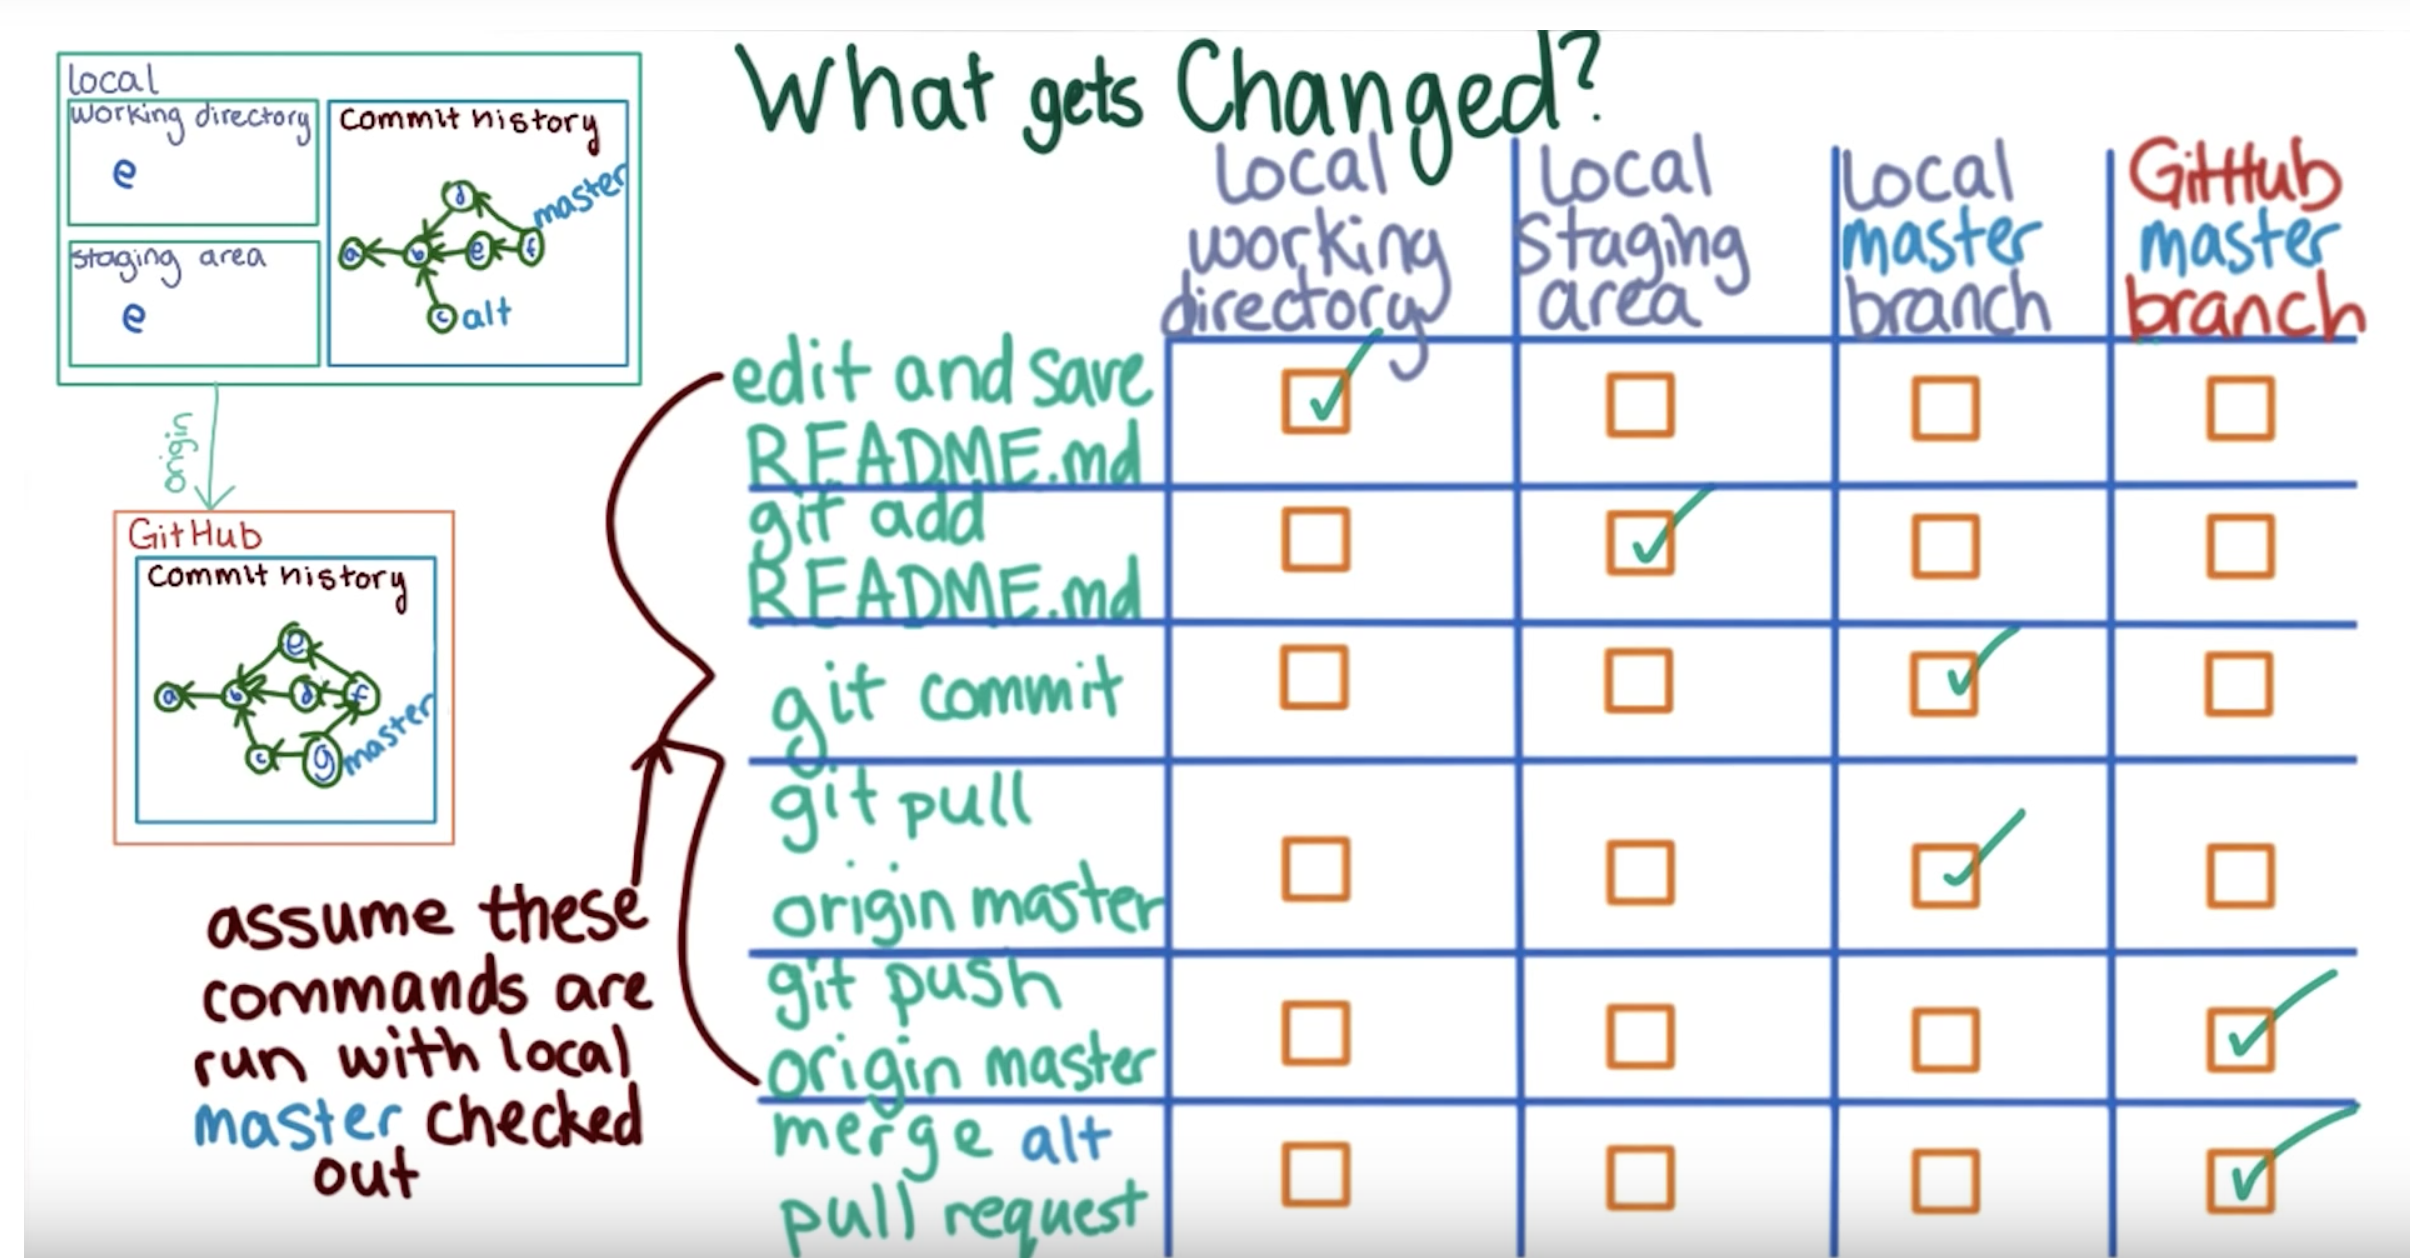 What gets Changed?
local
working directory
e
staging area
e
Commit history
d
master
a
b
e
f
c
alt
origin
GitHub
Commit history
e
a
b
d
f
c
g
master
assume these
commands are
run with local
master checked
out
local
working
directory
local
staging
area
local
master
branch
GitHub
master
branch
edit and save
README.md
git add
README.md
git commit
git pull
origin master
git push
origin master
merge alt
pull request